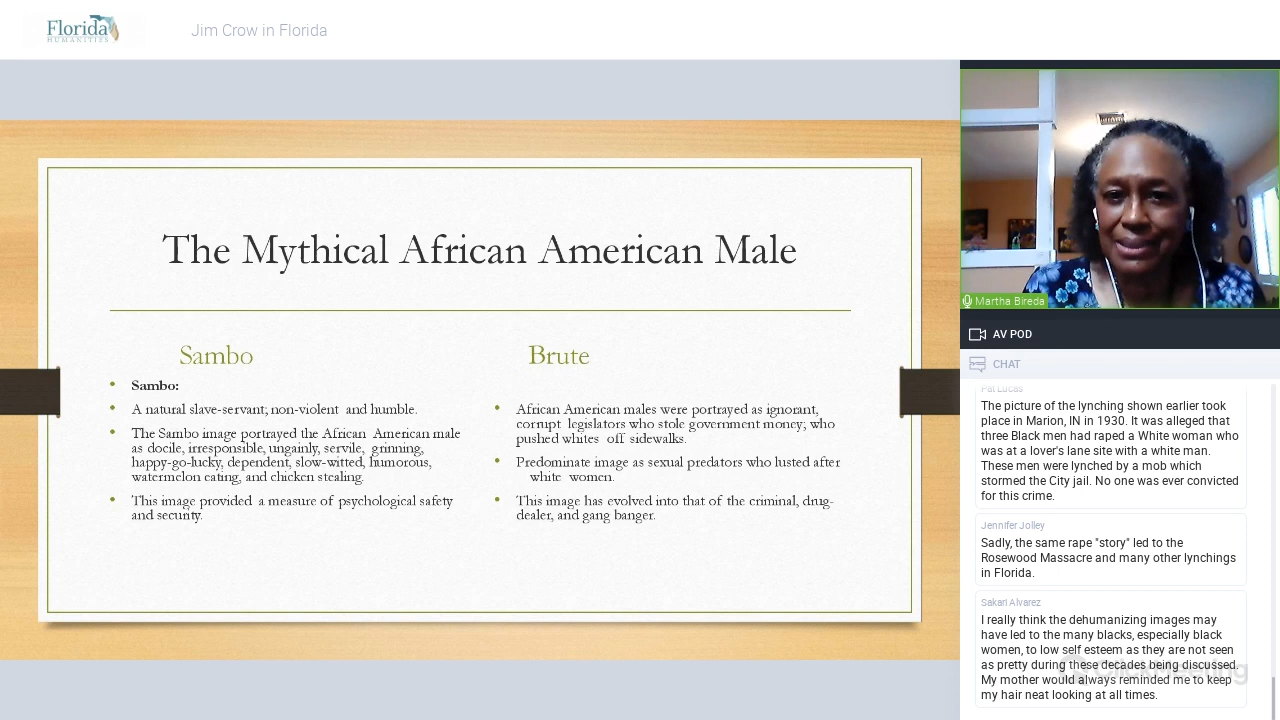 Florida
HUMANITIES
Jim Crow in Florida
The Mythical African American Male
Sambo
• Sambo:
• A natural slave-servant; non-violent and humble.
• The Sambo image portrayed the African American male
as docile, irresponsible, ungainly, servile, grinning,
happy-go-lucky, dependent, slow-witted, humorous,
watermelon eating, and chicken stealing.
• This image provided a measure of psychological safety
and security.
Brute
• African American males were portrayed as ignorant,
corrupt legislators who stole government money; who
pushed whites off sidewalks.
• Predominate image as sexual predators who lusted after
white women.
• This image has evolved into that of the criminal, drug-
dealer, and gang banger.
Martha Bireda
AV POD
CHAT
Pat Lucas
The picture of the lynching shown earlier took
place in Marion, IN in 1930. It was alleged that
three Black men had raped a White woman who
was at a lover's lane site with a white man.
These men were lynched by a mob which
stormed the City jail. No one was ever convicted
for this crime.
Jennifer Jolley
Sadly, the same rape "story" led to the
Rosewood Massacre and many other lynchings
in Florida.
Sakari Alvarez
I really think the dehumanizing images may
have led to the many blacks, especially black
women, to low self esteem as they are not seen
as pretty during these decades being discussed.
My mother would always reminded me to keep
my hair neat looking at all times.
ClickMeeting